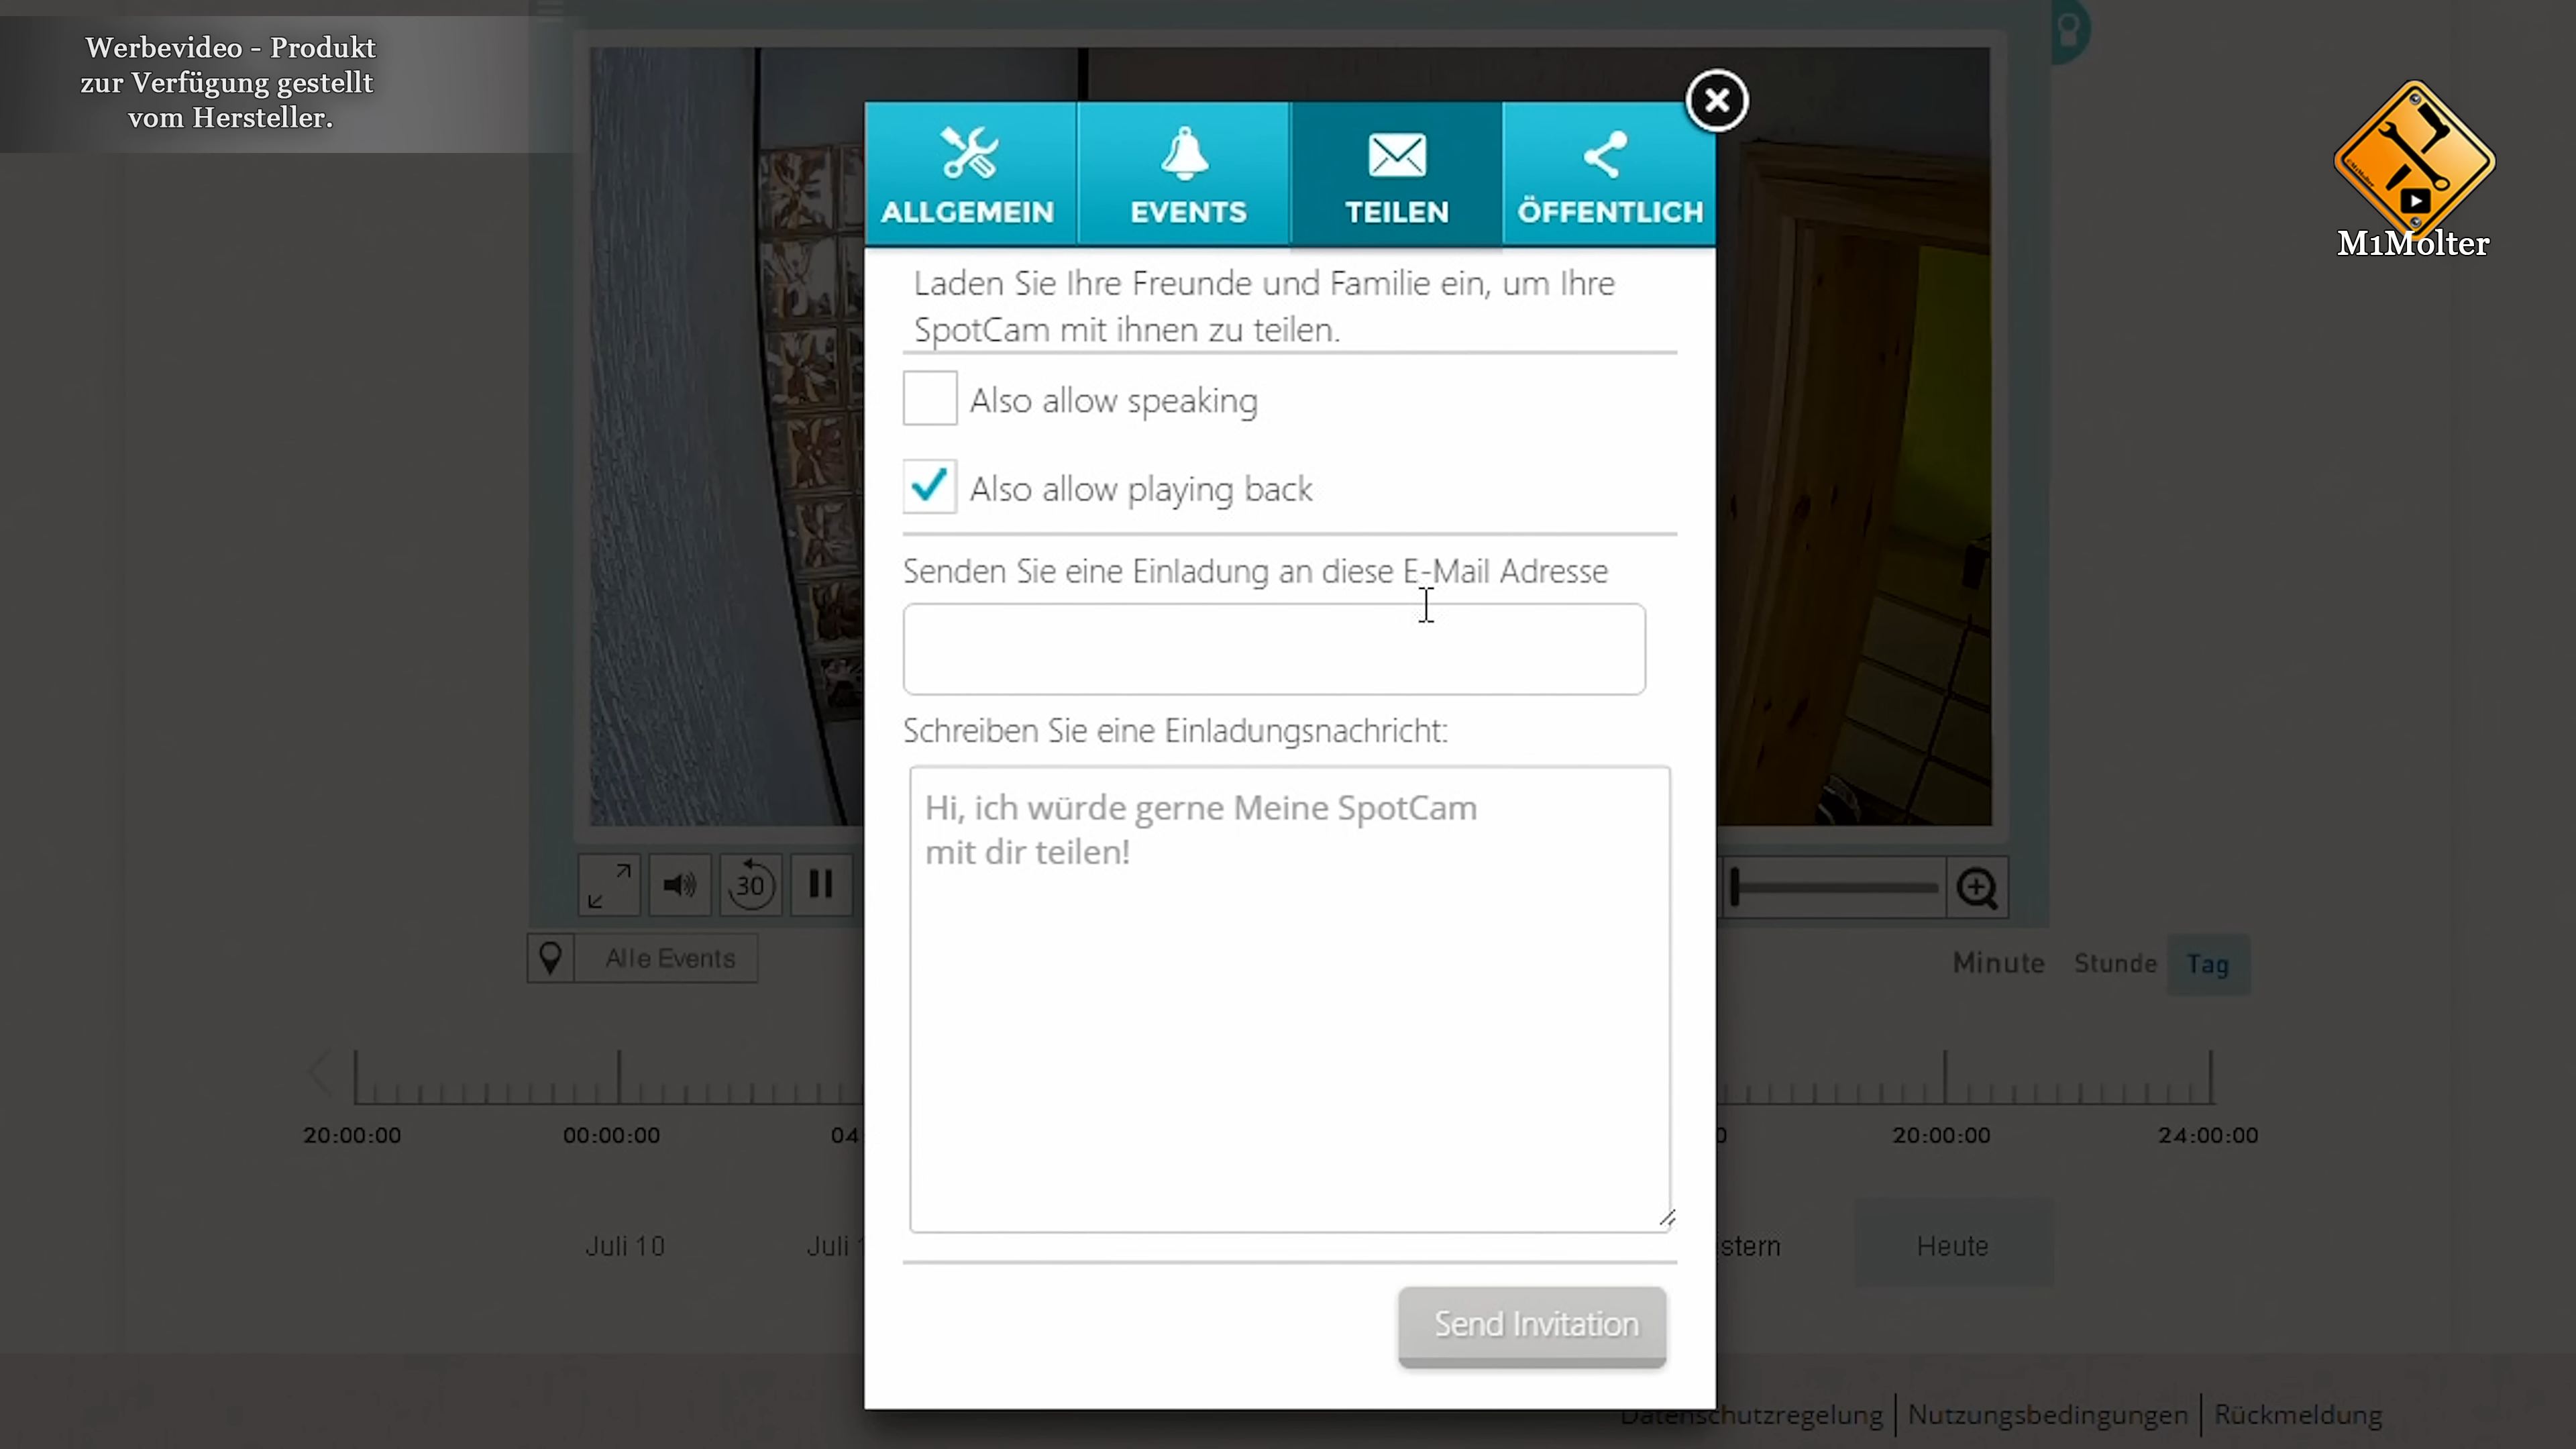 Werbevideo - Produkt
zur Verfügung gestellt
vom Hersteller.
M1Molter
ALLGEMEIN
EVENTS
TEILEN
ÖFFENTLICH
Laden Sie Ihre Freunde und Familie ein, um Ihre
SpotCam mit ihnen zu teilen.
Also allow speaking
Also allow playing back
Senden Sie eine Einladung an diese E-Mail Adresse
Schreiben Sie eine Einladungsnachricht:
Hi, ich würde gerne Meine SpotCam
mit dir teilen!
30
Alle Events
Minute Stunde Tag
20:00:00 00:00:00 04 0 20:00:00 24:00:00
Juli 10 Juli stern Heute
Send Invitation
Datenschutzregelung | Nutzungsbedingungen | Rückmeldung